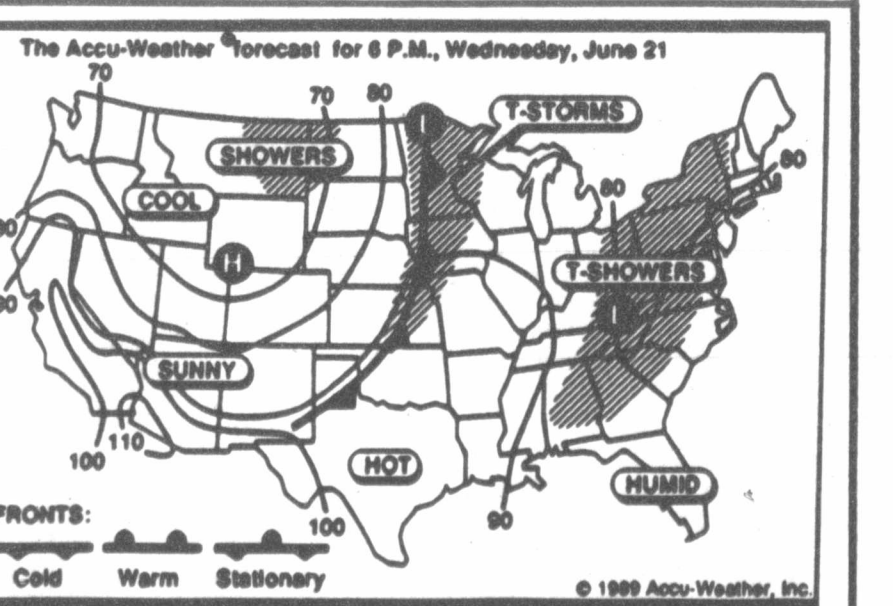 The Accu-Weather ® forecast for 6 P.M., Wednesday, June 21
70
70 80
T-STORMS
SHOWERS
80
COOL
80
T-SHOWERS
H
L
L
SUNNY
110
100
HOT
HUMID
100
90
FRONTS:
Cold Warm Stationary
© 1989 Accu-Weather, Inc.